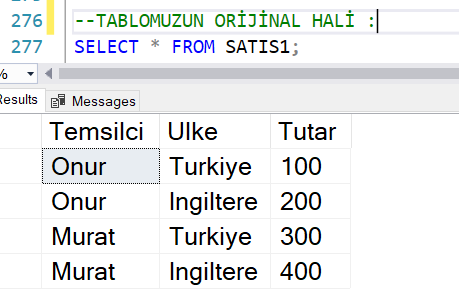 276 --TABLOMUZUN ORİJİNAL HALİ :
277 SELECT * FROM SATIS1;
%
Results Messages
Temsilci Ulke Tutar
Onur Turkiye 100
Onur Ingiltere 200
Murat Turkiye 300
Murat Ingiltere 400